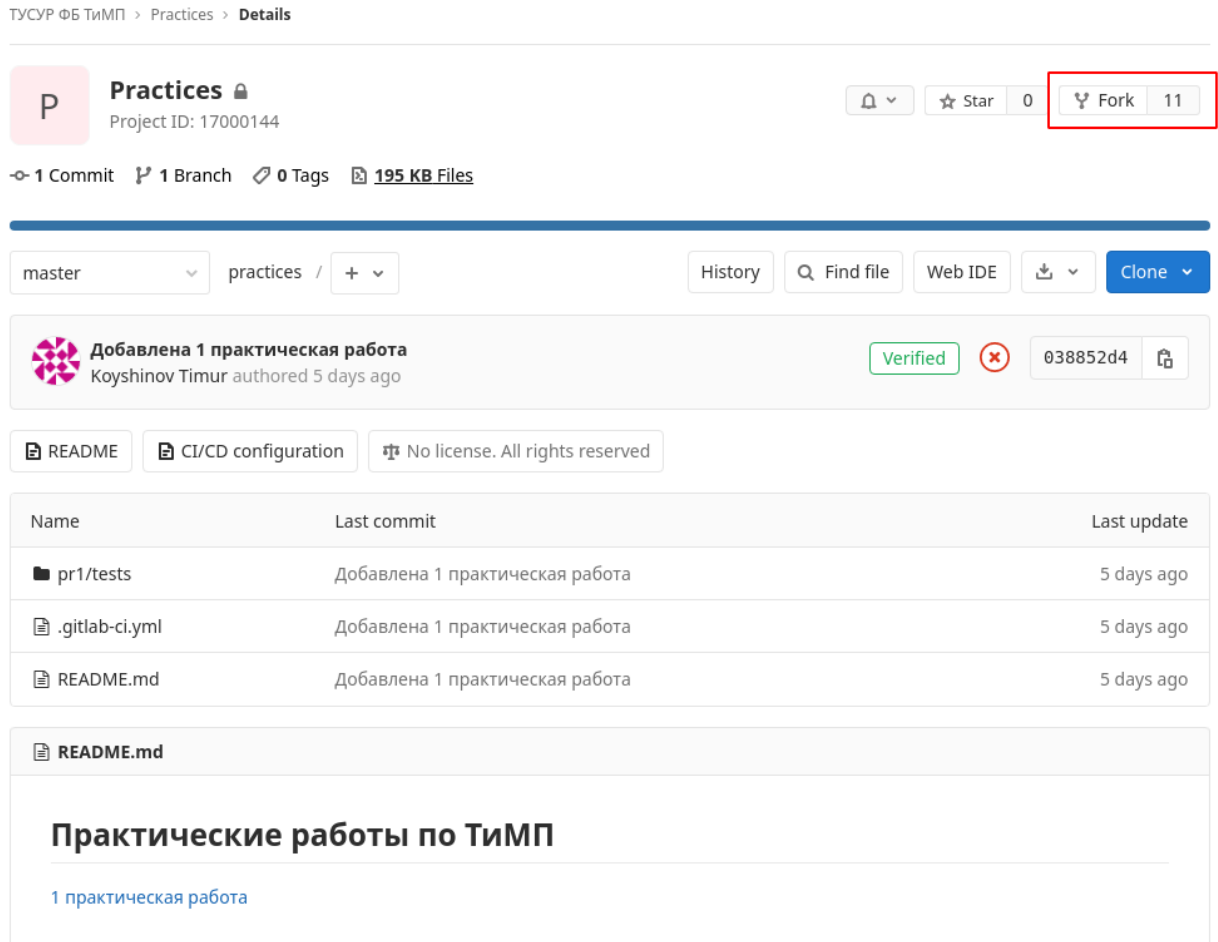 ТУСУР ФБ ТиМП > Practices > Details
P
Practices
Project ID: 17000144
Star 0 Fork 11
1 Commit 1 Branch 0 Tags 195 KB Files
master practices / + History Find file Web IDE Clone
Добавлена 1 практическая работа
Koyshinov Timur authored 5 days ago
Verified 038852d4
README CI/CD configuration No license. All rights reserved
Name Last commit Last update
pr1/tests Добавлена 1 практическая работа 5 days ago
.gitlab-ci.yml Добавлена 1 практическая работа 5 days ago
README.md Добавлена 1 практическая работа 5 days ago
README.md
Практические работы по ТиМП
1 практическая работа